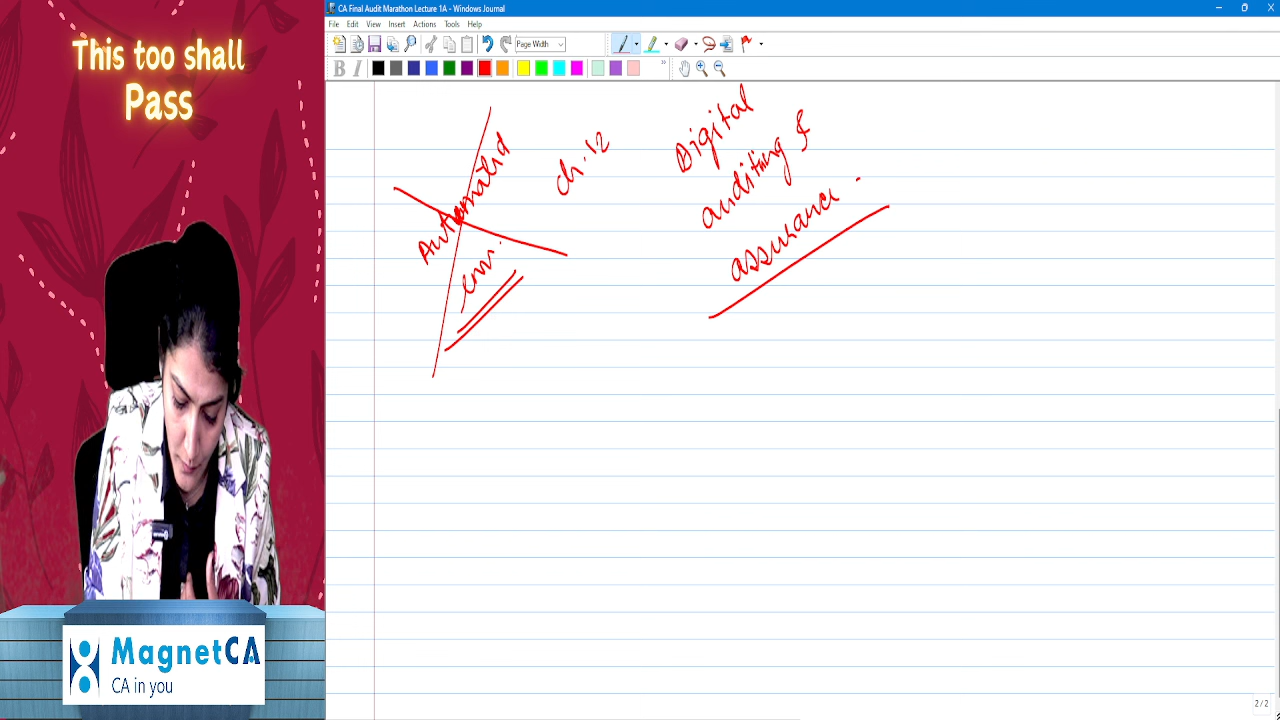 This too shall
Pass
CA Final Audit Marathon Lecture 1A - Windows Journal
File Edit View Insert Actions Tools Help
Page Width
B I
Automated
env.
ch.12
Digital
auditing &
assurance.
MagnetCA
CA in you
2/2